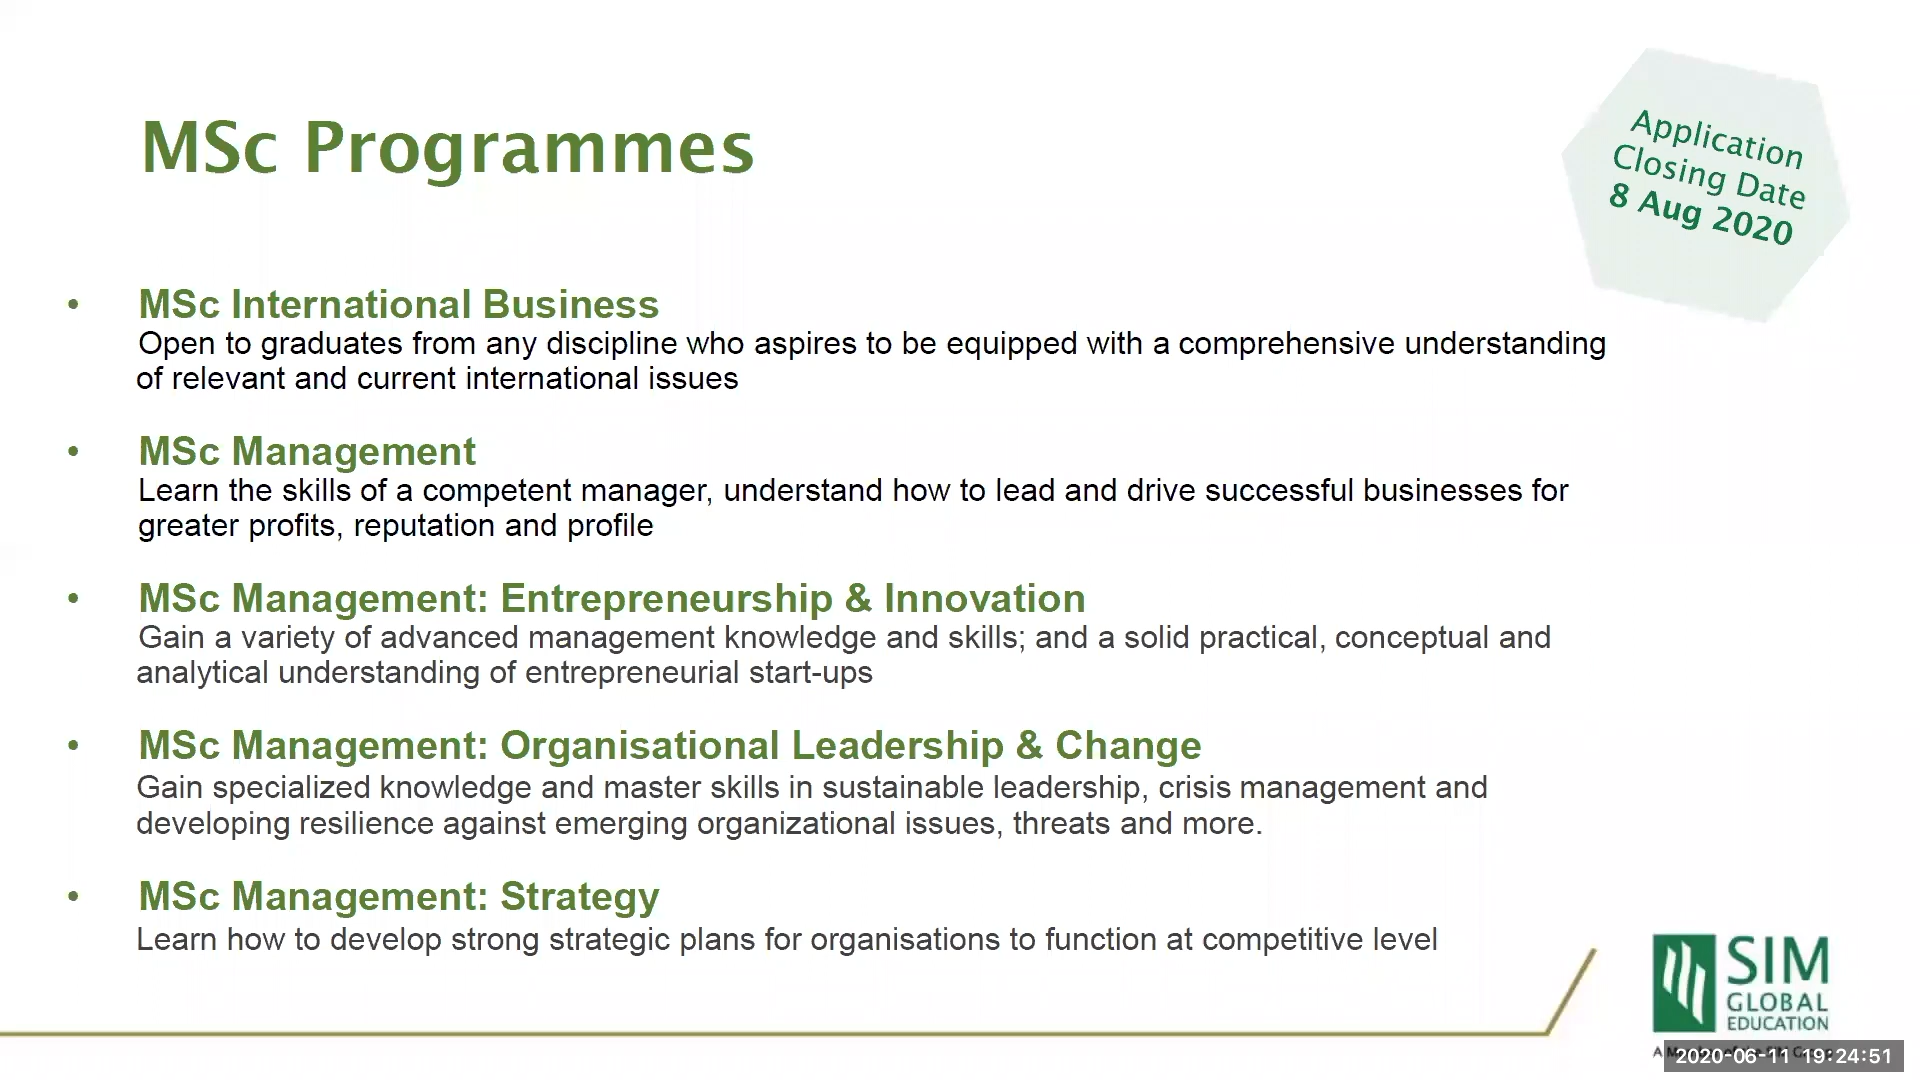 MSc Programmes
Application
Closing Date
8 Aug 2020
• MSc International Business
Open to graduates from any discipline who aspires to be equipped with a comprehensive understanding
of relevant and current international issues
• MSc Management
Learn the skills of a competent manager, understand how to lead and drive successful businesses for
greater profits, reputation and profile
• MSc Management: Entrepreneurship & Innovation
Gain a variety of advanced management knowledge and skills; and a solid practical, conceptual and
analytical understanding of entrepreneurial start-ups
• MSc Management: Organisational Leadership & Change
Gain specialized knowledge and master skills in sustainable leadership, crisis management and
developing resilience against emerging organizational issues, threats and more.
• MSc Management: Strategy
Learn how to develop strong strategic plans for organisations to function at competitive level
SIM
GLOBAL
EDUCATION
2020-06-11 19:24:51